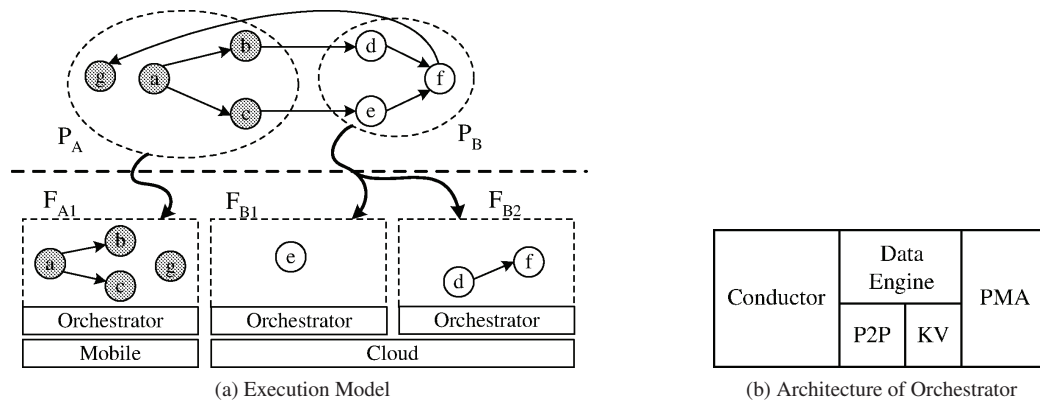 b
d
g
a
f
c
e
P_A
P_B
F_A1
F_B1
F_B2
b
a
g
c
e
f
d
Orchestrator
Orchestrator
Orchestrator
Mobile
Cloud
(a) Execution Model
Conductor
Data
Engine
PMA
P2P
KV
(b) Architecture of Orchestrator